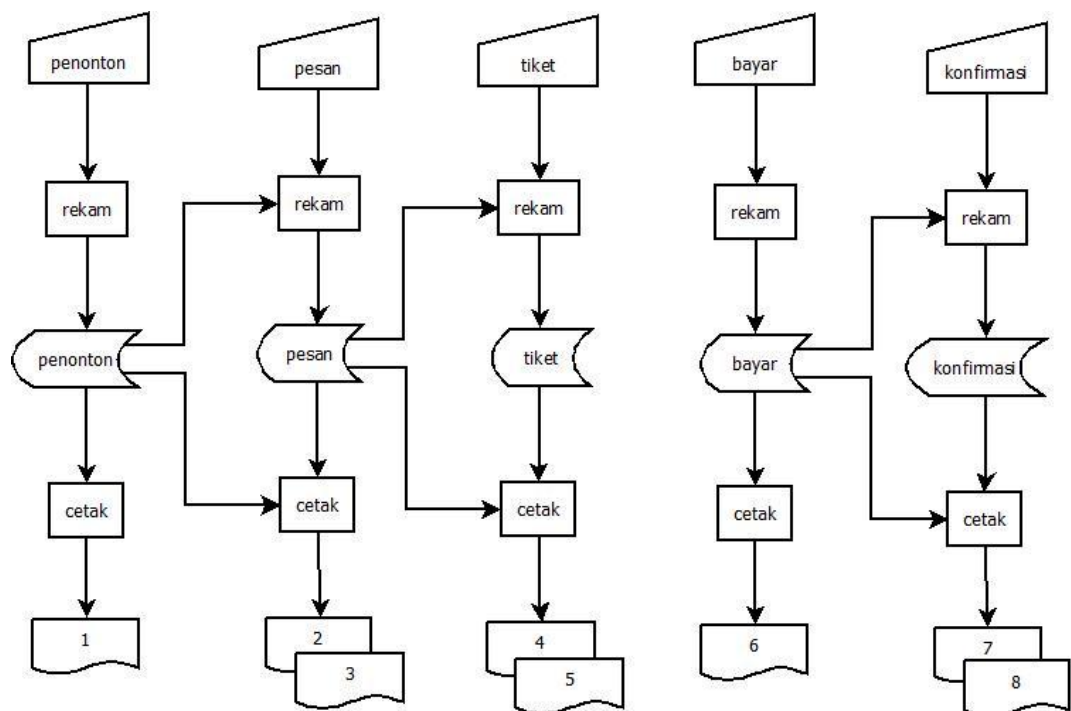 penonton
pesan
tiket
bayar
konfirmasi
rekam
rekam
rekam
rekam
rekam
penonton
pesan
tiket
bayar
konfirmasi
cetak
cetak
cetak
cetak
cetak
1
2
3
4
5
6
7
8